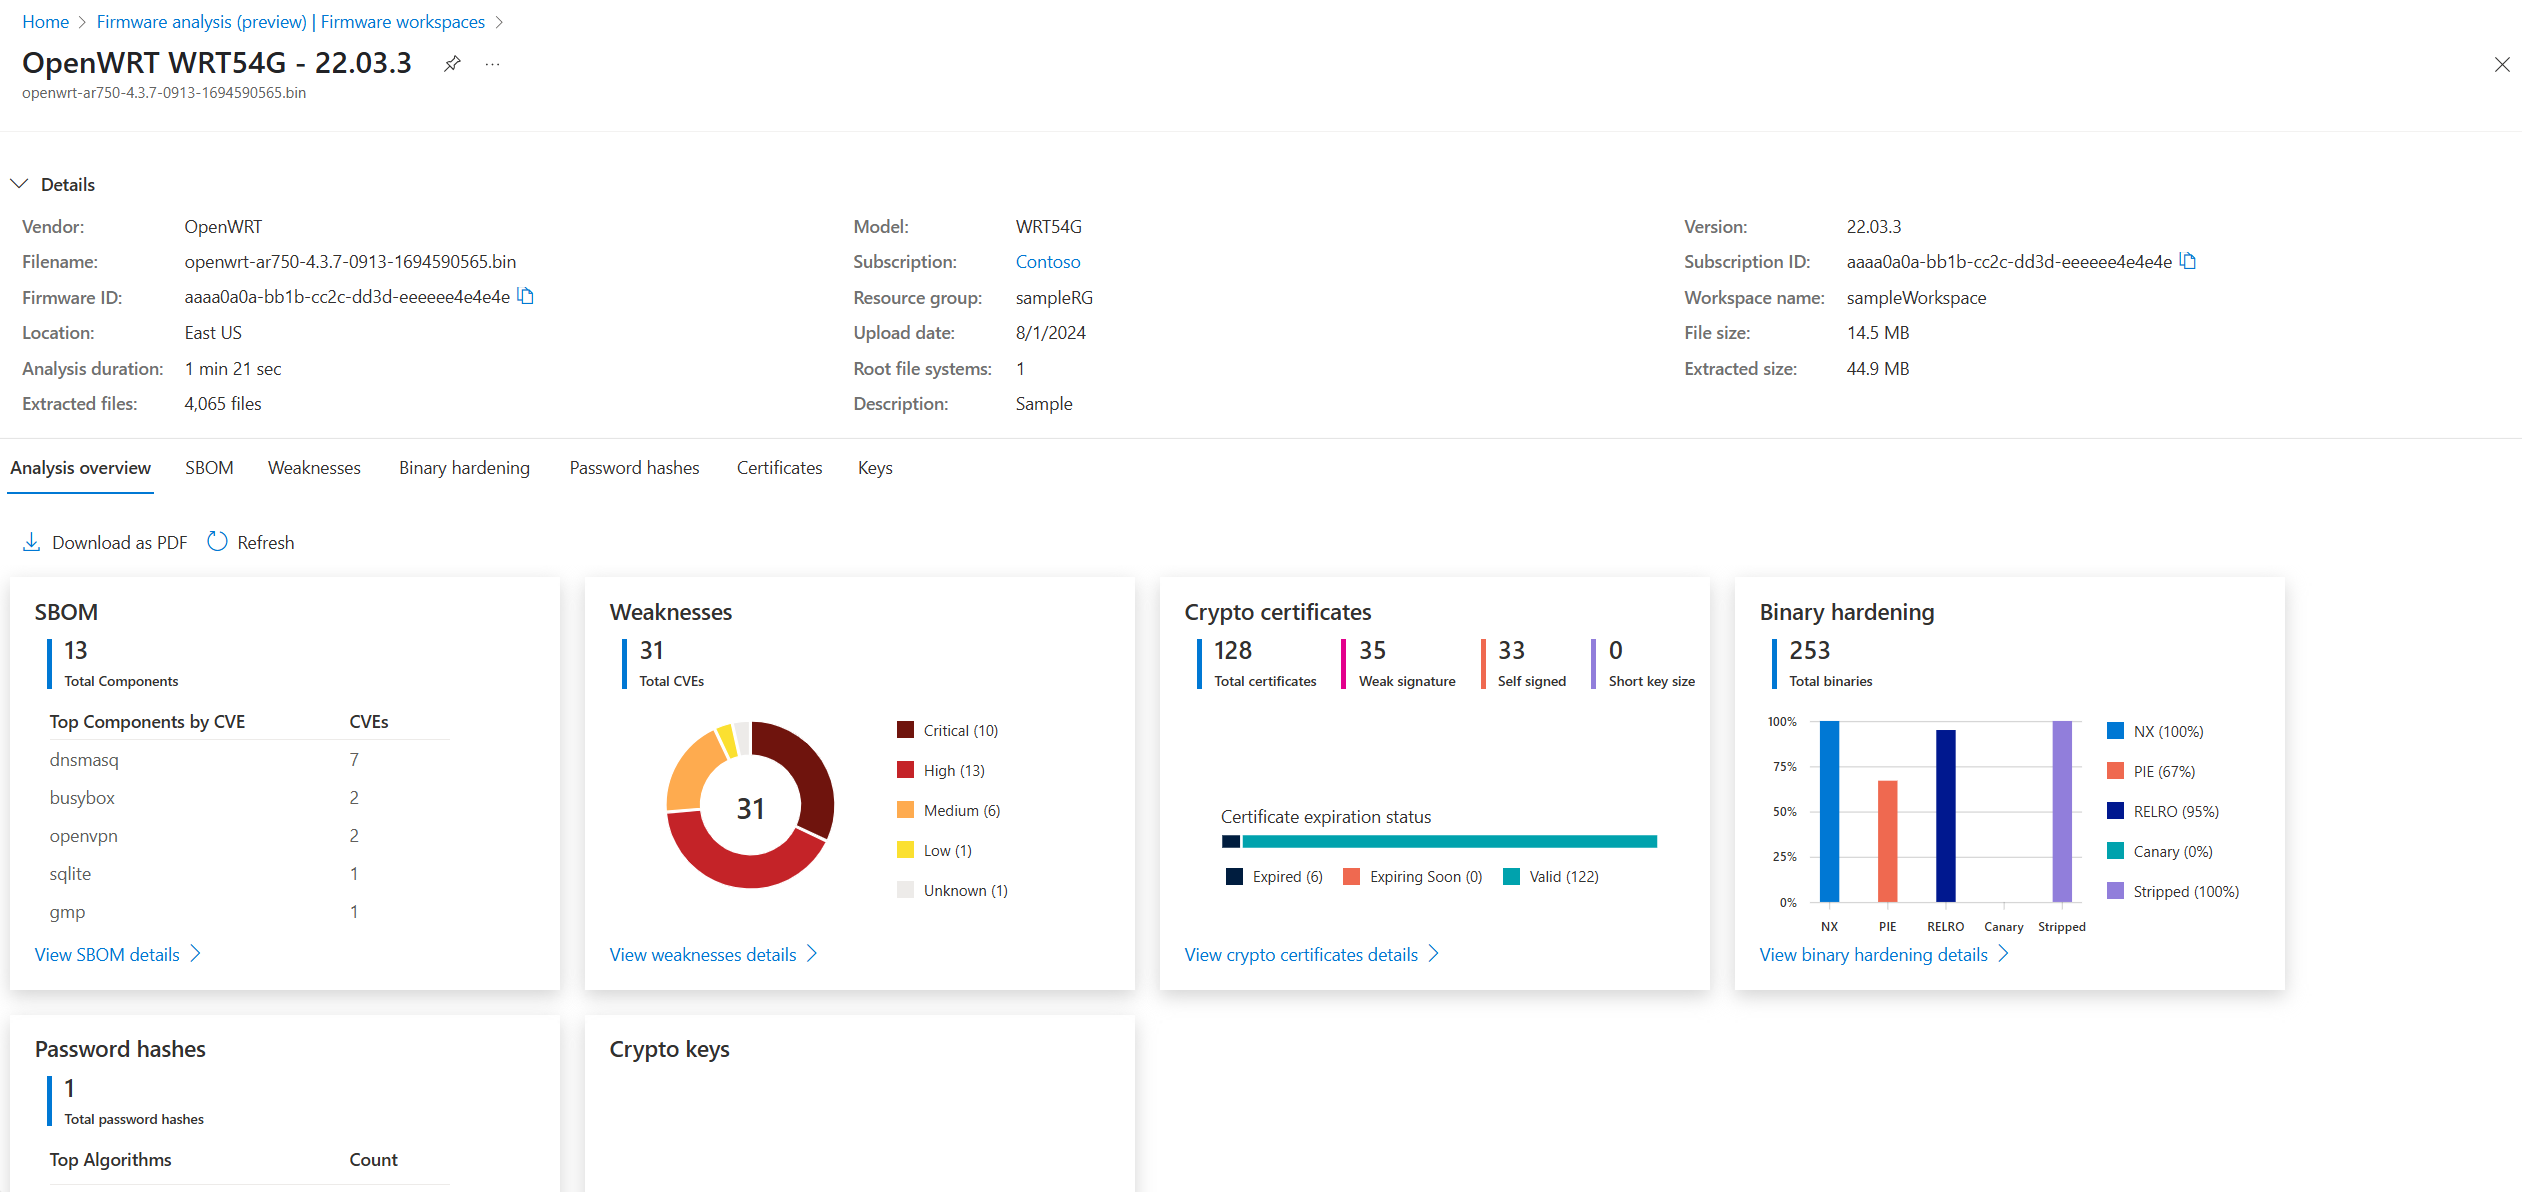 Home > Firmware analysis (preview) | Firmware workspaces >
OpenWRT WRT54G - 22.03.3 ...
openwrt-ar750-4.3.7-0913-1694590565.bin
Details
Vendor: OpenWRT Model: WRT54G Version: 22.03.3
Filename: openwrt-ar750-4.3.7-0913-1694590565.bin Subscription: Contoso Subscription ID: aaaa0a0a-bb1b-cc2c-dd3d-eeeeee4e4e4e
Firmware ID: aaaa0a0a-bb1b-cc2c-dd3d-eeeeee4e4e4e Resource group: sampleRG Workspace name: sampleWorkspace
Location: East US Upload date: 8/1/2024 File size: 14.5 MB
Analysis duration: 1 min 21 sec Root file systems: 1 Extracted size: 44.9 MB
Extracted files: 4,065 files Description: Sample
Analysis overview SBOM Weaknesses Binary hardening Password hashes Certificates Keys
Download as PDF Refresh
SBOM
13
Total Components
Top Components by CVE CVEs
dnsmasq 7
busybox 2
openvpn 2
sqlite 1
gmp 1
View SBOM details >
Weaknesses
31
Total CVEs
31
Critical (10)
High (13)
Medium (6)
Low (1)
Unknown (1)
View weaknesses details >
Crypto certificates
128 35 33 0
Total certificates Weak signature Self signed Short key size
Certificate expiration status
Expired (6) Expiring Soon (0) Valid (122)
View crypto certificates details >
Binary hardening
253
Total binaries
100%
75%
50%
25%
0%
NX PIE RELRO Canary Stripped
NX (100%)
PIE (67%)
RELRO (95%)
Canary (0%)
Stripped (100%)
View binary hardening details >
Password hashes
1
Total password hashes
Top Algorithms Count
Crypto keys